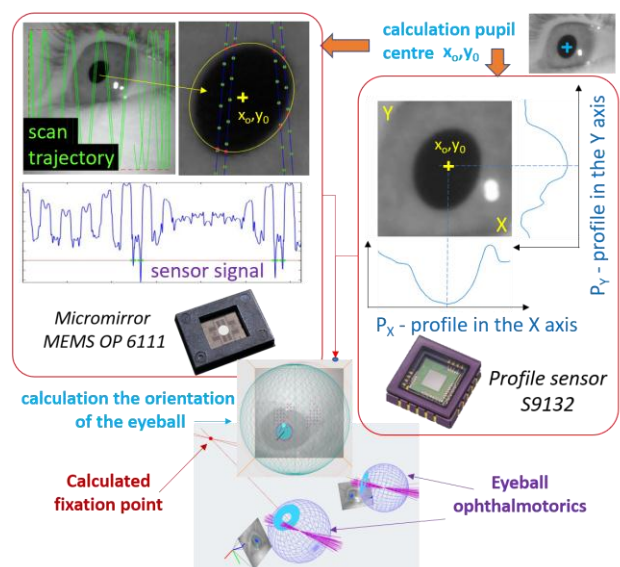 calculation pupil
centre x₀,y₀
scan
trajectory
x₀,y₀
sensor signal
Micromirror
MEMS OP 6111
Y
x₀,y₀
X
P_Y - profile in the Y axis
P_X - profile in the X axis
Profile sensor
S9132
calculation the orientation
of the eyeball
Calculated
fixation point
Eyeball
ophthalmotorics